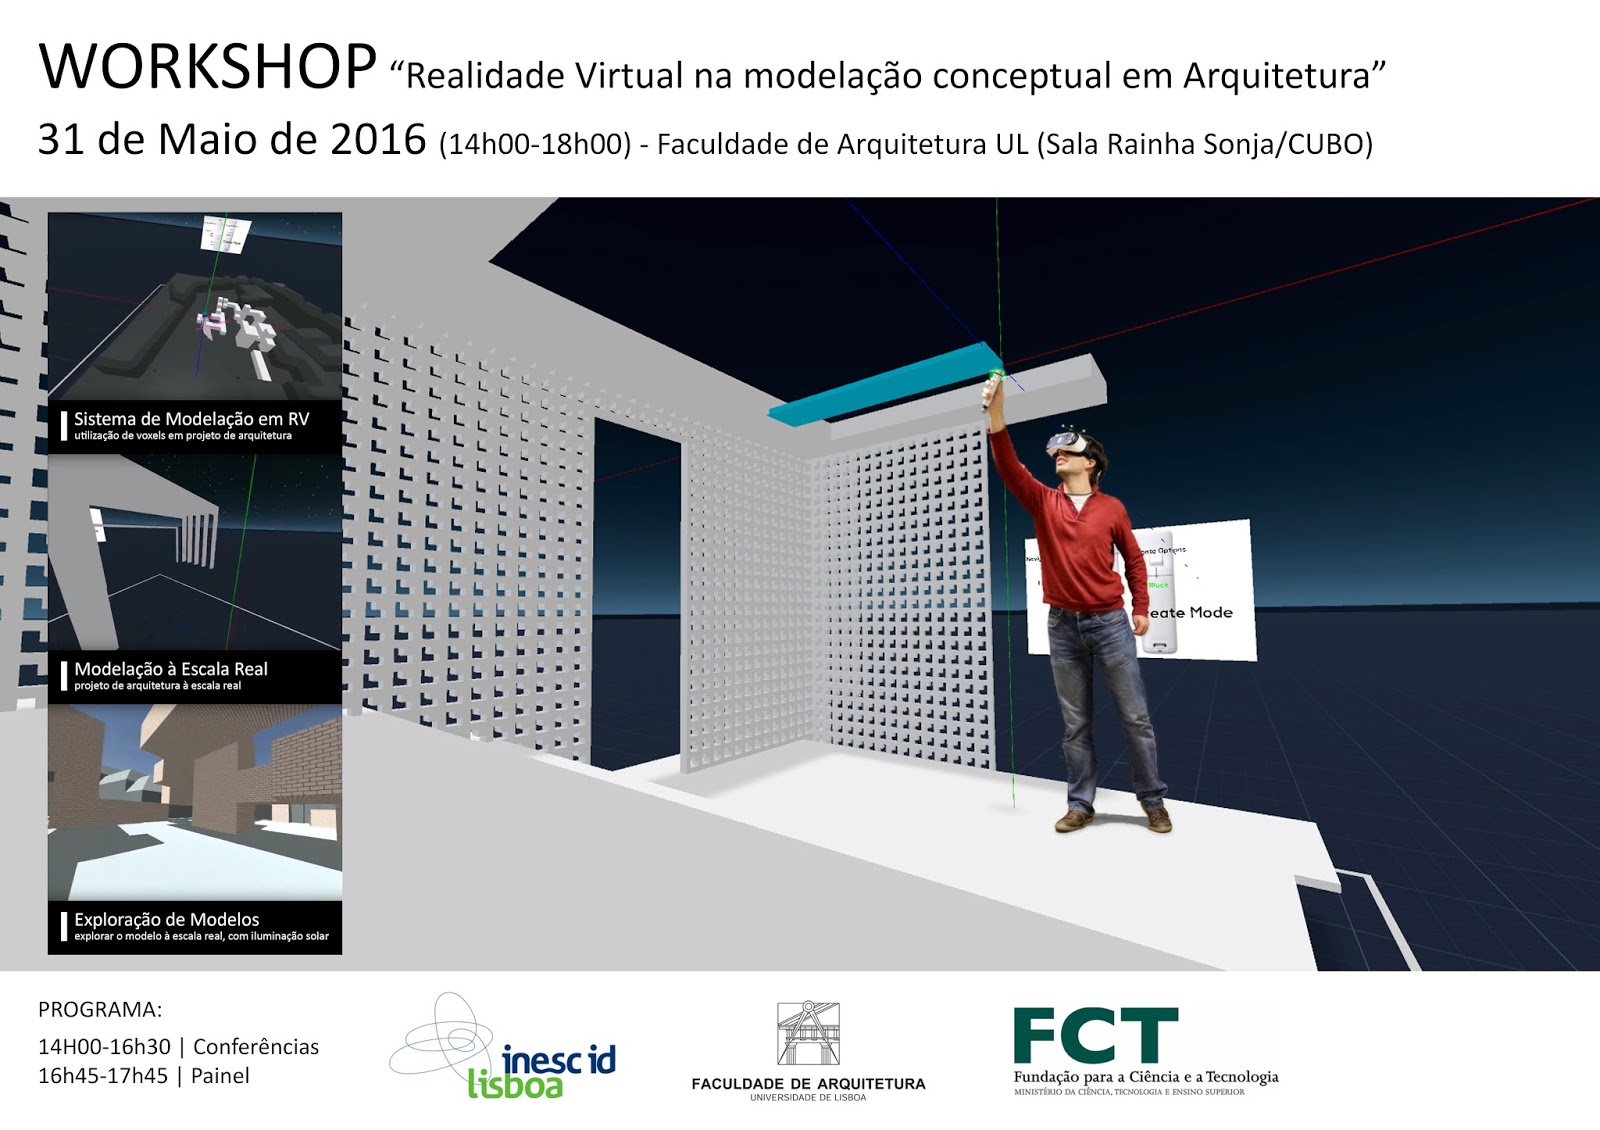 WORKSHOP “Realidade Virtual na modelação conceptual em Arquitetura”
31 de Maio de 2016 (14h00-18h00) - Faculdade de Arquitetura UL (Sala Rainha Sonja/CUBO)
Sistema de Modelação em RV
utilização de voxels em projeto de arquitetura
Modelação à Escala Real
projeto de arquitetura à escala real
Exploração de Modelos
explorar o modelo à escala real, com iluminação solar
Options
eate Mode
PROGRAMA:
14H00-16h30 | Conferências
16h45-17h45 | Painel
inesc id
lisboa
FACULDADE DE ARQUITETURA
UNIVERSIDADE DE LISBOA
FCT
Fundação para a Ciência e a Tecnologia
MINISTÉRIO DA CIÊNCIA, TECNOLOGIA E ENSINO SUPERIOR